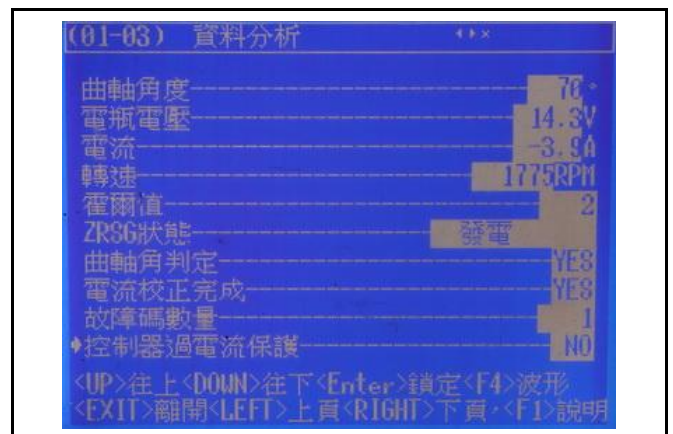 (01-03) 資料分析
曲軸角度 70°
電瓶電壓 14.3V
電流 -3.9A
轉速 1775RPM
霍爾值 2
ZRSG狀態 發電
曲軸角判定 YES
電流校正完成 YES
故障碼數量 1
控制器過電流保護 NO
<UP>往上<DOWN>往下<Enter>鎖定<F4>波形
<EXIT>離開<LEFT>上頁<RIGHT>下頁,<F1>說明